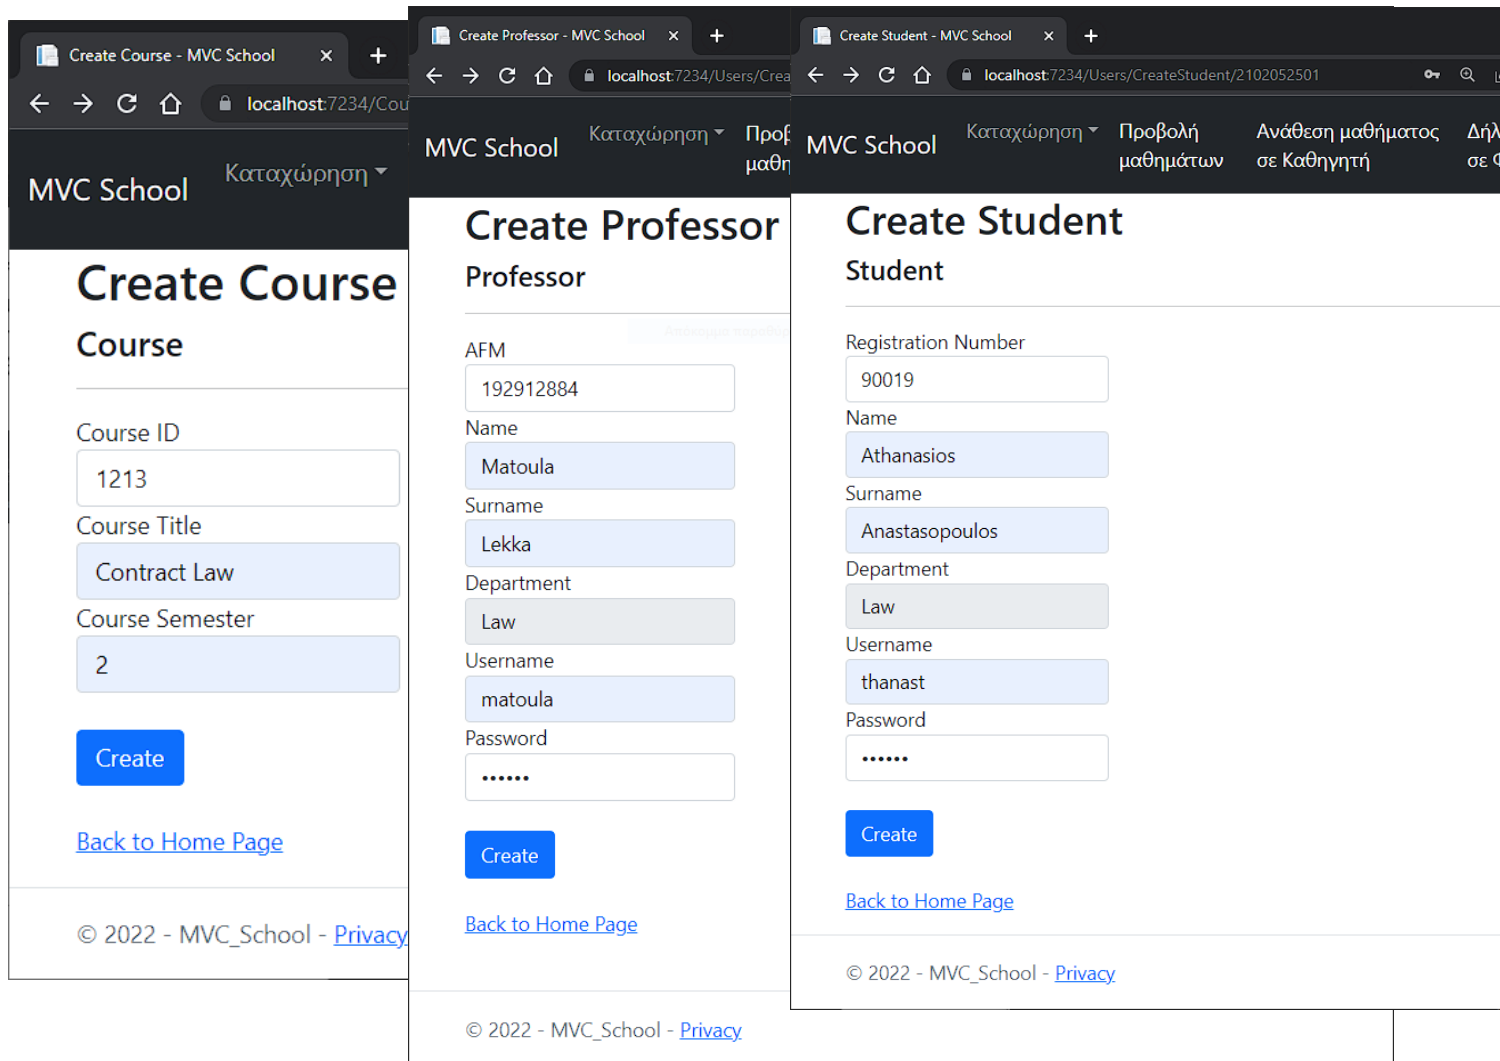 Create Course - MVC School
localhost:7234/Cou
MVC School
Καταχώρηση
Create Course
Course
Course ID
1213
Course Title
Contract Law
Course Semester
2
Create
Back to Home Page
© 2022 - MVC_School - Privacy
Create Professor - MVC School
localhost:7234/Users/Crea
MVC School
Καταχώρηση
Προβ
μαθη
Create Professor
Professor
AFM
192912884
Name
Matoula
Surname
Lekka
Department
Law
Username
matoula
Password
••••••
Create
Back to Home Page
© 2022 - MVC_School - Privacy
Create Student - MVC School
localhost:7234/Users/CreateStudent/2102052501
MVC School
Καταχώρηση
Προβολή
μαθημάτων
Ανάθεση μαθήματος
σε Καθηγητή
Δήλ
σε Φ
Create Student
Student
Registration Number
90019
Name
Athanasios
Surname
Anastasopoulos
Department
Law
Username
thanast
Password
••••••
Create
Back to Home Page
© 2022 - MVC_School - Privacy